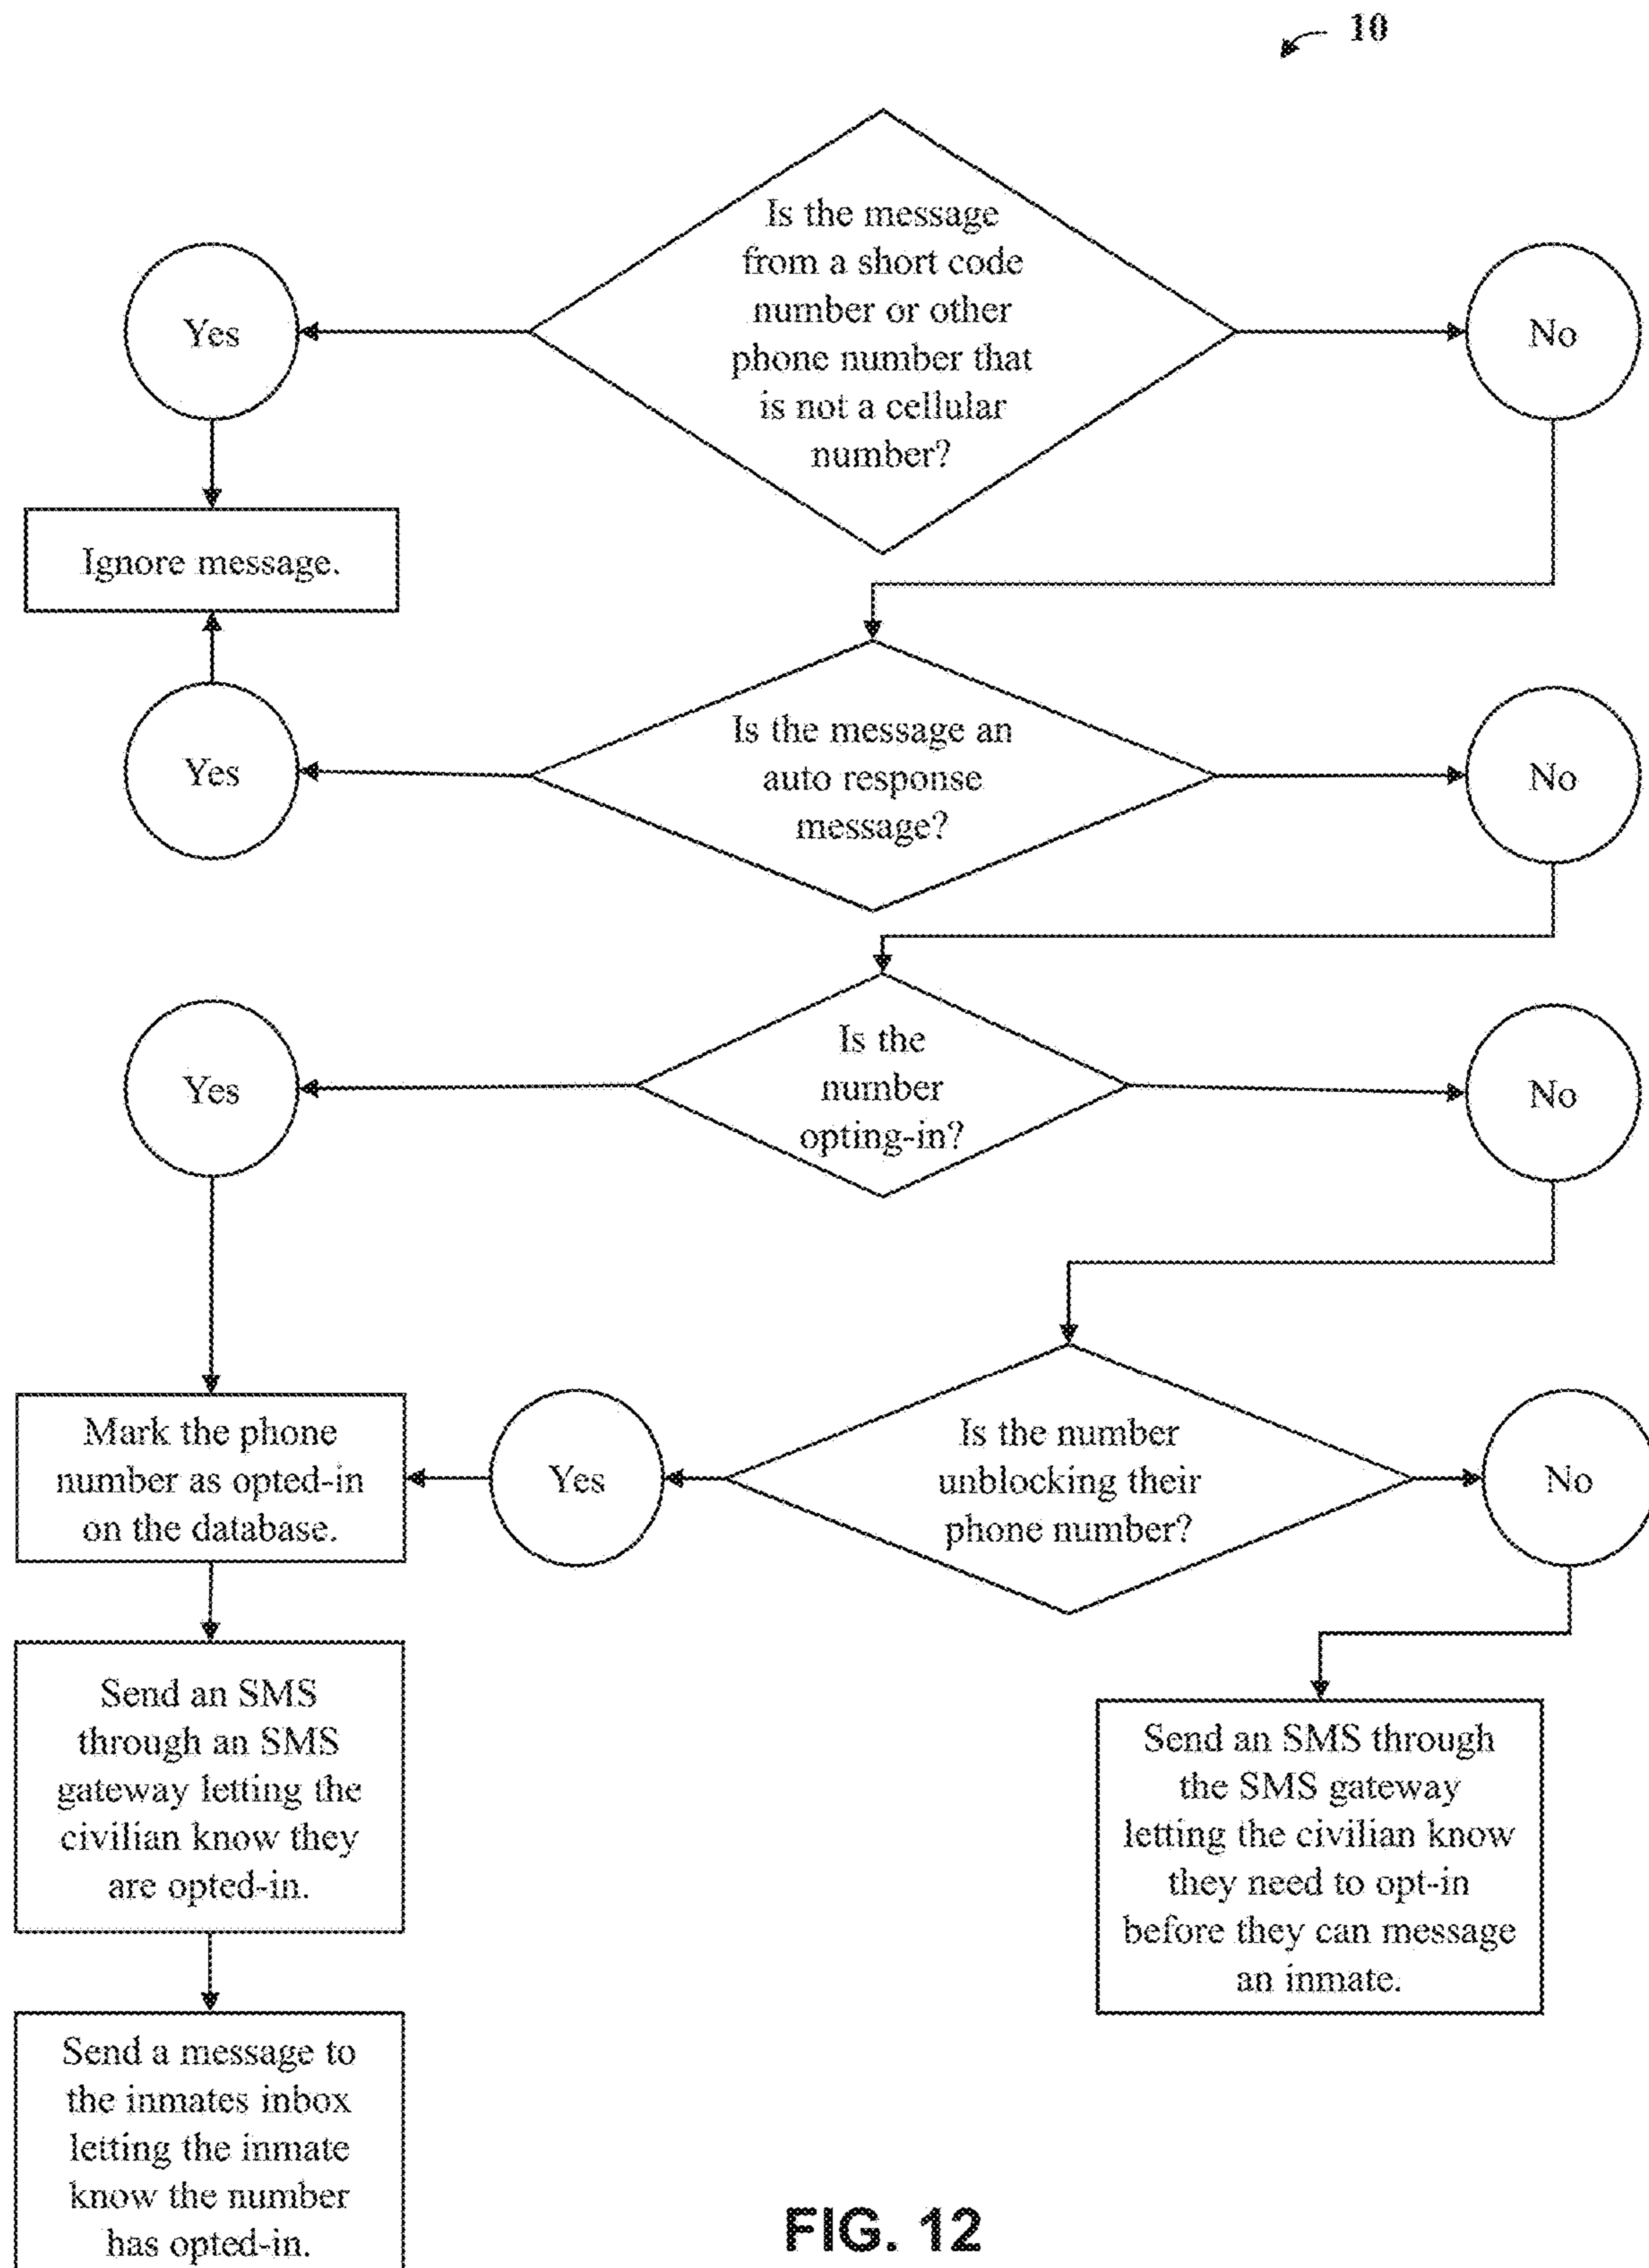 10
Is the message
from a short code
number or other
phone number that
is not a cellular
number?
Yes
No
Ignore message.
Is the message an
auto response
message?
Yes
No
Is the
number
opting-in?
Yes
No
Is the number
unblocking their
phone number?
Yes
No
Mark the phone
number as opted-in
on the database.
Send an SMS
through an SMS
gateway letting the
civilian know they
are opted-in.
Send an SMS through
the SMS gateway
letting the civilian know
they need to opt-in
before they can message
an inmate.
Send a message to
the inmates inbox
letting the inmate
know the number
has opted-in.
FIG. 12